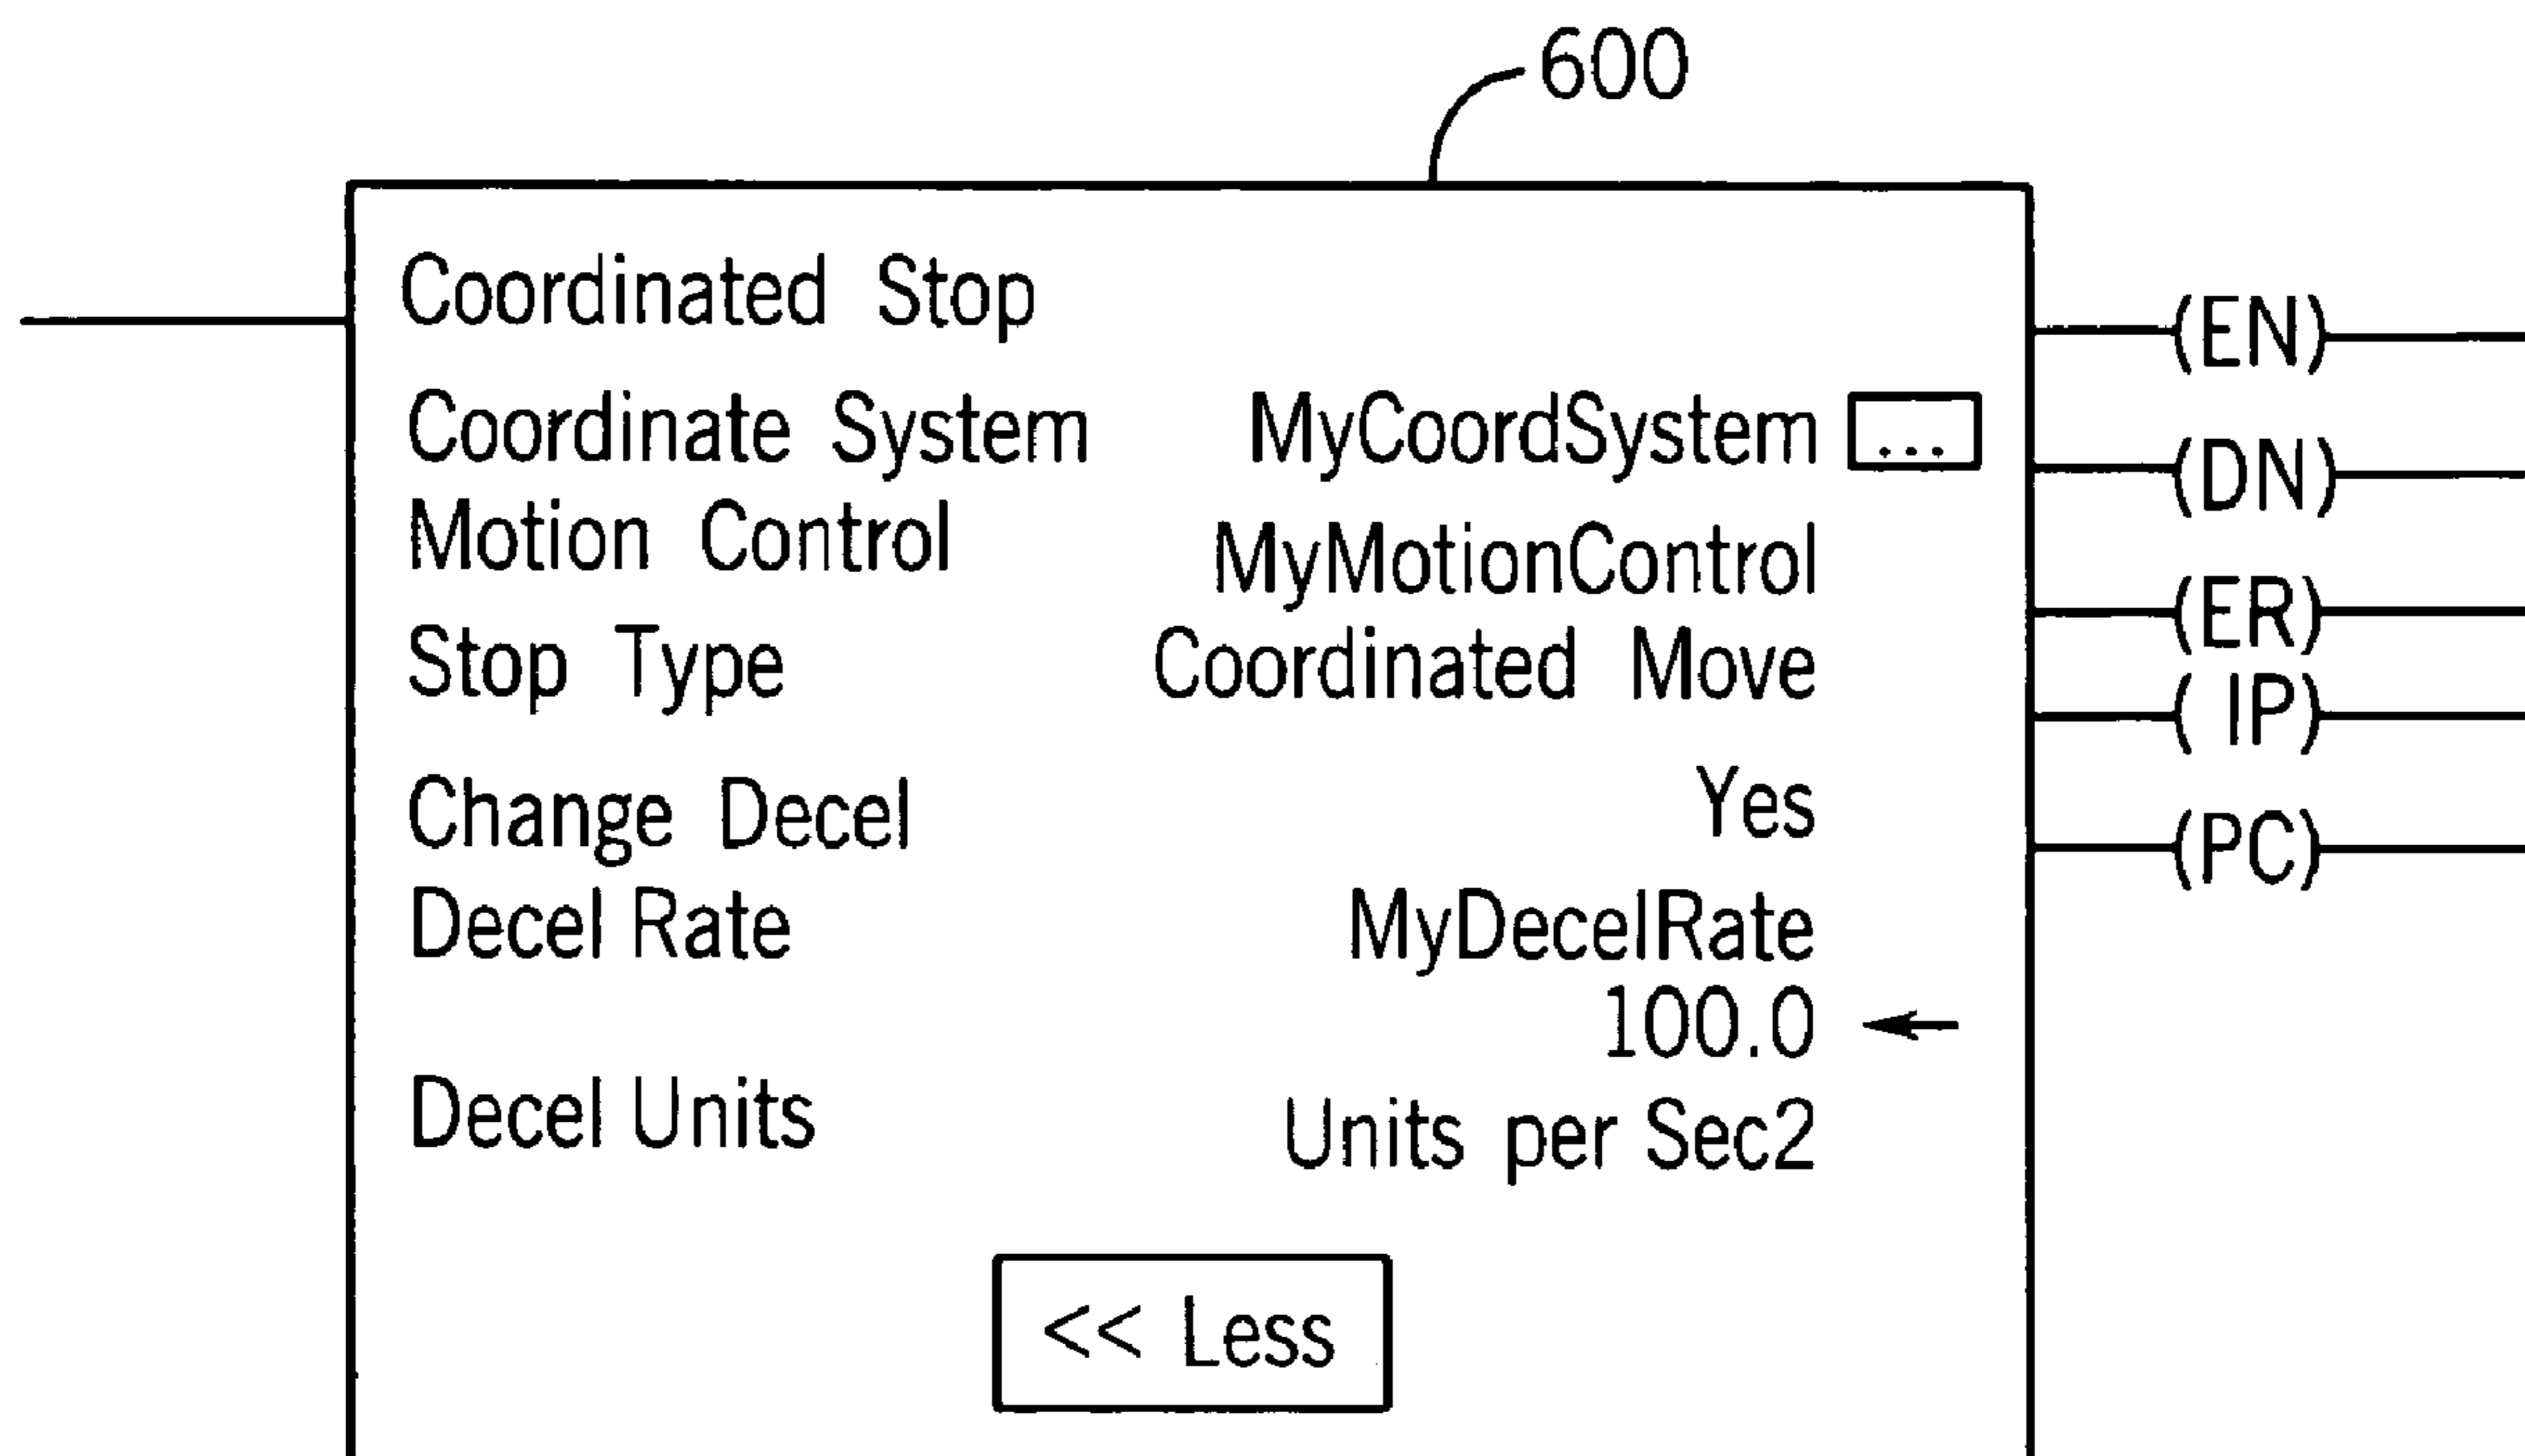 600
Coordinated Stop
(EN)
Coordinate System MyCoordSystem ...
(DN)
Motion Control MyMotionControl
(ER)
Stop Type Coordinated Move
( IP)
Change Decel Yes
(PC)
Decel Rate MyDecelRate
100.0
Decel Units Units per Sec2
<< Less